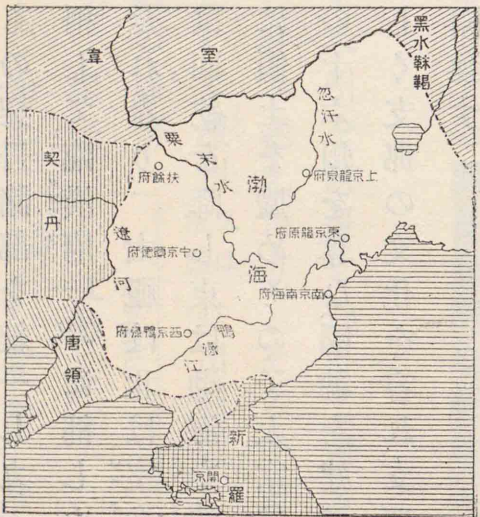 室韋
黑水靺鞨
忽汗水
粟末水
渤海
契丹
扶餘府
上京龍泉府
遼河
東京龍原府
中京顯德府
南京南海府
西京鴨淥府
鴨淥江
唐領
新羅
開京